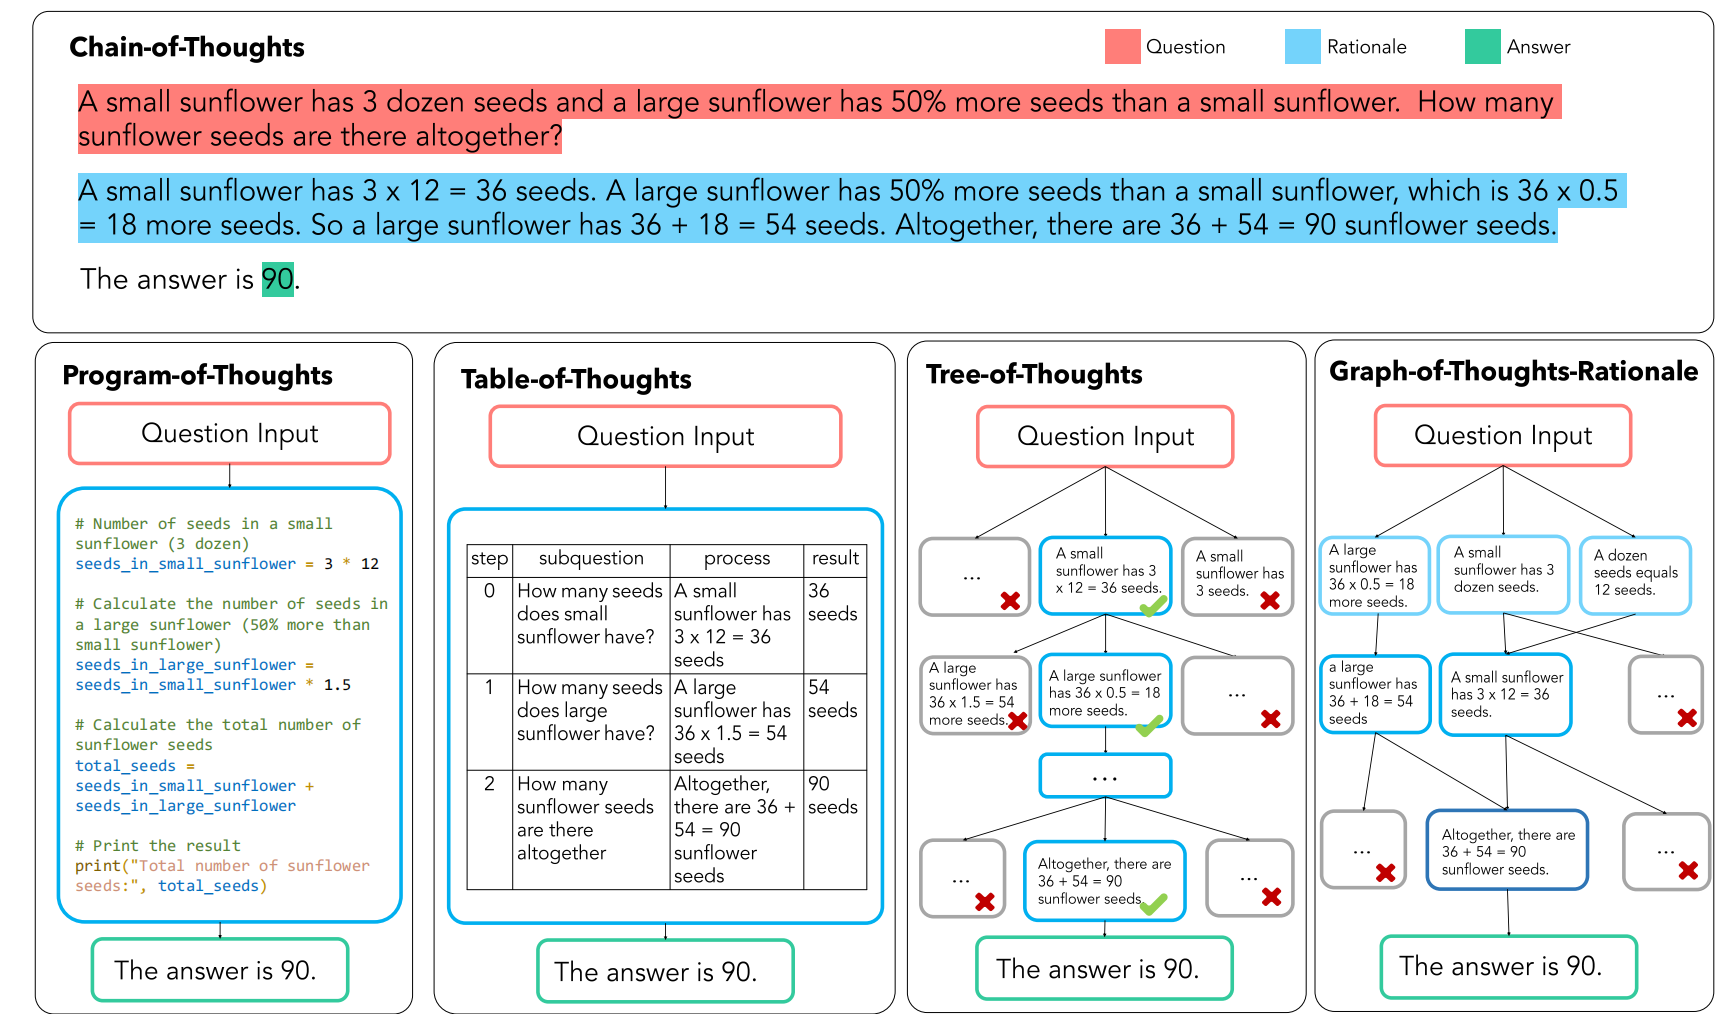 Chain-of-Thoughts
Question
Rationale
Answer
A small sunflower has 3 dozen seeds and a large sunflower has 50% more seeds than a small sunflower. How many
sunflower seeds are there altogether?
A small sunflower has 3 x 12 = 36 seeds. A large sunflower has 50% more seeds than a small sunflower, which is 36 x 0.5
= 18 more seeds. So a large sunflower has 36 + 18 = 54 seeds. Altogether, there are 36 + 54 = 90 sunflower seeds.
The answer is 90.
Program-of-Thoughts
Question Input
# Number of seeds in a small
sunflower (3 dozen)
seeds_in_small_sunflower = 3 * 12
# Calculate the number of seeds in
a large sunflower (50% more than
small sunflower)
seeds_in_large_sunflower =
seeds_in_small_sunflower * 1.5
# Calculate the total number of
sunflower seeds
total_seeds =
seeds_in_small_sunflower +
seeds_in_large_sunflower
# Print the result
print("Total number of sunflower
seeds:", total_seeds)
The answer is 90.
Table-of-Thoughts
Question Input
step
subquestion
process
result
0
How many seeds
does small
sunflower have?
A small
sunflower has
3 x 12 = 36
seeds
36
seeds
1
How many seeds
does large
sunflower have?
A large
sunflower has
36 x 1.5 = 54
seeds
54
seeds
2
How many
sunflower seeds
are there
altogether
Altogether,
there are 36 +
54 = 90
sunflower
seeds
90
seeds
The answer is 90.
Tree-of-Thoughts
Question Input
...
A small
sunflower has 3
x 12 = 36 seeds.
A small
sunflower has
3 seeds.
A large
sunflower has
36 x 1.5 = 54
more seeds.
A large sunflower
has 36 x 0.5 = 18
more seeds.
...
...
...
Altogether, there are
36 + 54 = 90
sunflower seeds.
...
The answer is 90.
Graph-of-Thoughts-Rationale
Question Input
A large
sunflower has
36 x 0.5 = 18
more seeds.
A small
sunflower has 3
dozen seeds.
A dozen
seeds equals
12 seeds.
a large
sunflower has
36 + 18 = 54
seeds
A small sunflower
has 3 x 12 = 36
seeds.
...
...
Altogether, there are
36 + 54 = 90
sunflower seeds.
...
The answer is 90.